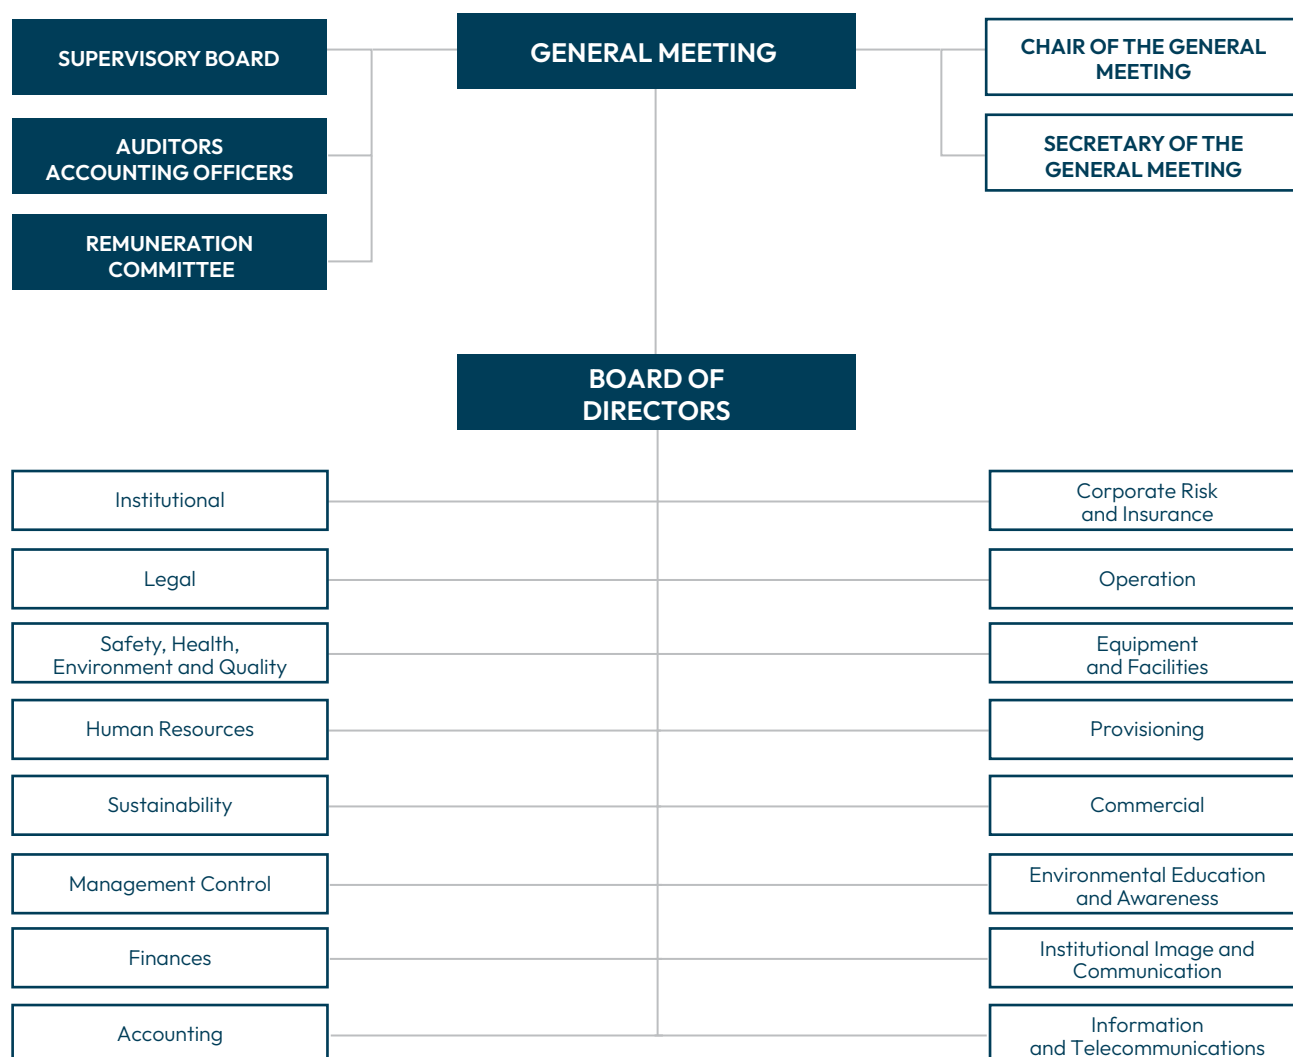 SUPERVISORY BOARD
GENERAL MEETING
CHAIR OF THE GENERAL
MEETING
AUDITORS
ACCOUNTING OFFICERS
SECRETARY OF THE
GENERAL MEETING
REMUNERATION
COMMITTEE
BOARD OF
DIRECTORS
Institutional
Corporate Risk
and Insurance
Legal
Operation
Safety, Health,
Environment and Quality
Equipment
and Facilities
Human Resources
Provisioning
Sustainability
Commercial
Management Control
Environmental Education
and Awareness
Finances
Institutional Image and
Communication
Accounting
Information
and Telecommunications